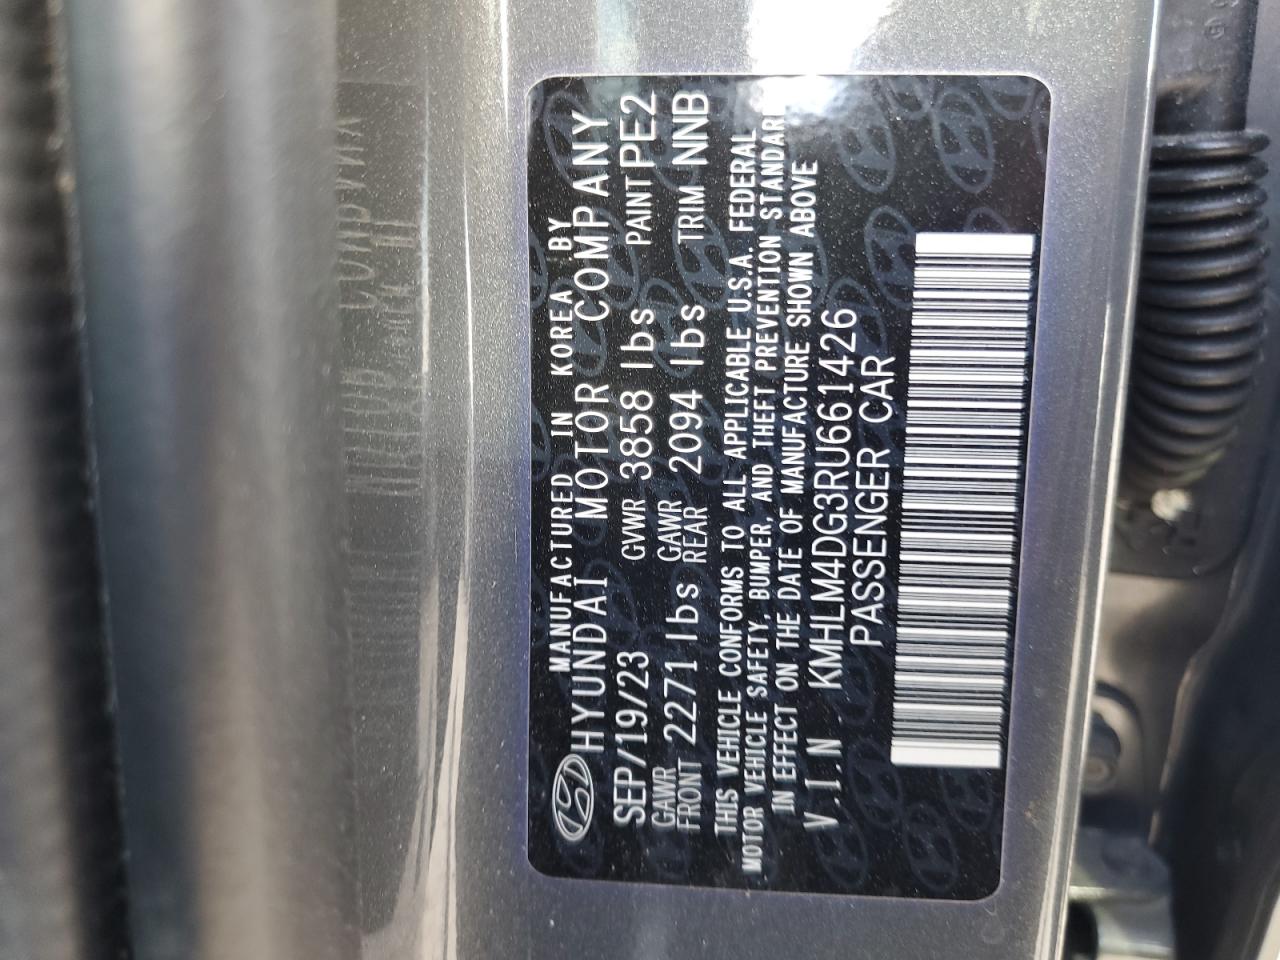 MANUFACTURED IN KOREA BY
HYUNDAI MOTOR COMPANY
SEP/19/23 GVWR 3858 lbs PAINT PE2
GAWR FRONT 2271 lbs GAWR REAR 2094 lbs TRIM NNB
THIS VEHICLE CONFORMS TO ALL APPLICABLE U.S.A. FEDERAL
MOTOR VEHICLE SAFETY, BUMPER, AND THEFT PREVENTION STANDARD
IN EFFECT ON THE DATE OF MANUFACTURE SHOWN ABOVE
V.I.N KMHLM4DG3RU661426
PASSENGER CAR